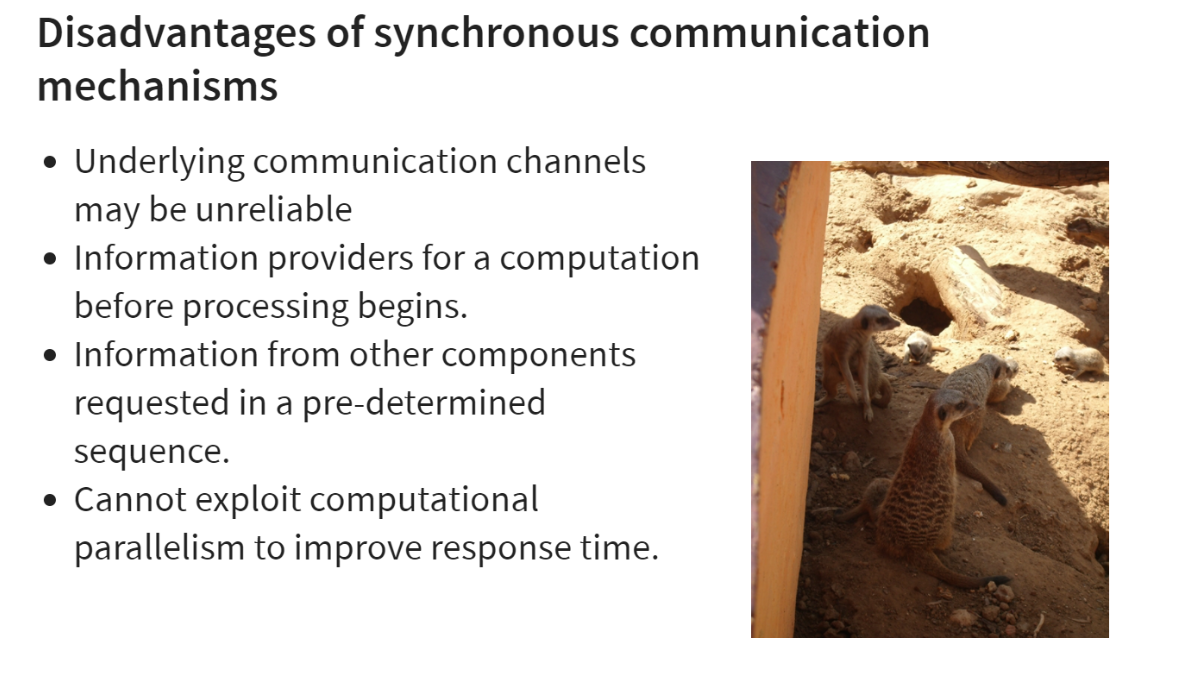 Disadvantages of synchronous communication
mechanisms
• Underlying communication channels
may be unreliable
• Information providers for a computation
before processing begins.
• Information from other components
requested in a pre-determined
sequence.
• Cannot exploit computational
parallelism to improve response time.